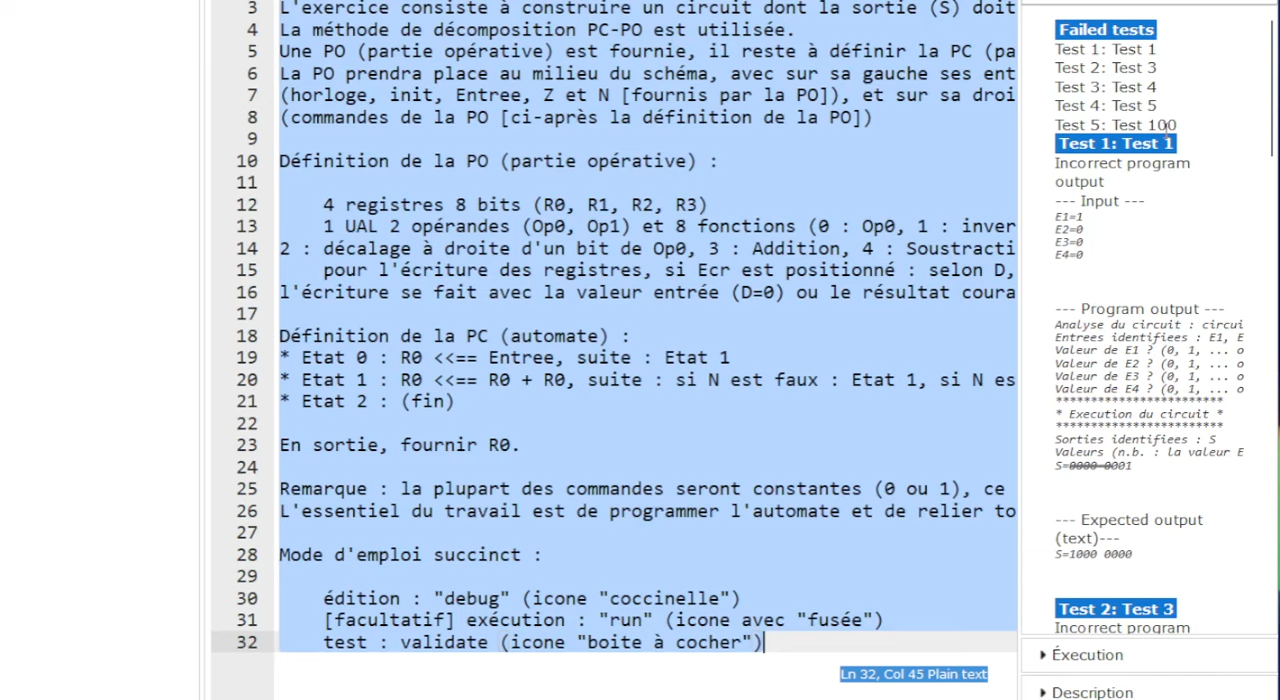 3 L'exercice consiste à construire un circuit dont la sortie (S) doit
4 La méthode de décomposition PC-PO est utilisée.
5 Une PO (partie opérative) est fournie, il reste à définir la PC (pa
6 La PO prendra place au milieu du schéma, avec sur sa gauche ses ent
7 (horloge, init, Entree, Z et N [fournis par la PO]), et sur sa droi
8 (commandes de la PO [ci-après la définition de la PO])
9
10 Définition de la PO (partie opérative) :
11
12 4 registres 8 bits (R0, R1, R2, R3)
13 1 UAL 2 opérandes (Op0, Op1) et 8 fonctions (0 : Op0, 1 : inver
14 2 : décalage à droite d'un bit de Op0, 3 : Addition, 4 : Soustracti
15 pour l'écriture des registres, si Ecr est positionné : selon D,
16 l'écriture se fait avec la valeur entrée (D=0) ou le résultat coura
17
18 Définition de la PC (automate) :
19 * Etat 0 : R0 <<== Entree, suite : Etat 1
20 * Etat 1 : R0 <<== R0 + R0, suite : si N est faux : Etat 1, si N es
21 * Etat 2 : (fin)
22
23 En sortie, fournir R0.
24
25 Remarque : la plupart des commandes seront constantes (0 ou 1), ce
26 L'essentiel du travail est de programmer l'automate et de relier to
27
28 Mode d'emploi succinct :
29
30 édition : "debug" (icone "coccinelle")
31 [facultatif] exécution : "run" (icone avec "fusée")
32 test : validate (icone "boite à cocher")
Ln 32, Col 45 Plain text
Failed tests
Test 1: Test 1
Test 2: Test 3
Test 3: Test 4
Test 4: Test 5
Test 5: Test 100
Test 1: Test 1
Incorrect program
output
--- Input ---
E1=1
E2=0
E3=0
E4=0
--- Program output ---
Analyse du circuit : circui
Entrees identifiees : E1, E
Valeur de E1 ? (0, 1, ... o
Valeur de E2 ? (0, 1, ... o
Valeur de E3 ? (0, 1, ... o
Valeur de E4 ? (0, 1, ... o
************************
* Execution du circuit *
************************
Sorties identifiees : S
Valeurs (n.b. : la valeur E
S=0000 0001
--- Expected output
(text)---
S=1000 0000
Test 2: Test 3
Incorrect program
Éxecution
Description